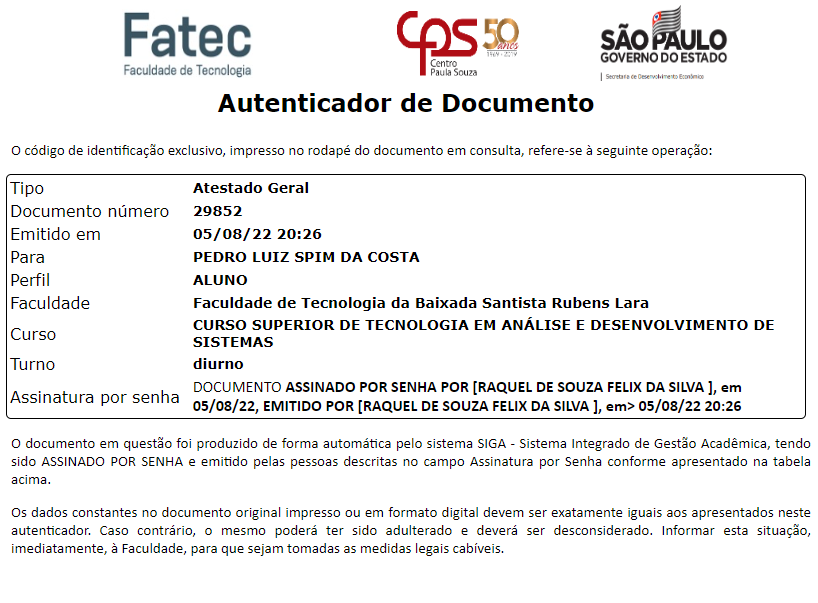 Fatec
Faculdade de Tecnologia
CPS 50 anos
1969 - 2019
Centro
Paula Souza
SÃO PAULO
GOVERNO DO ESTADO
Secretaria de Desenvolvimento Econômico
Autenticador de Documento
O código de identificação exclusivo, impresso no rodapé do documento em consulta, refere-se à seguinte operação:
Tipo Atestado Geral
Documento número 29852
Emitido em 05/08/22 20:26
Para PEDRO LUIZ SPIM DA COSTA
Perfil ALUNO
Faculdade Faculdade de Tecnologia da Baixada Santista Rubens Lara
Curso CURSO SUPERIOR DE TECNOLOGIA EM ANÁLISE E DESENVOLVIMENTO DE
SISTEMAS
Turno diurno
Assinatura por senha DOCUMENTO ASSINADO POR SENHA POR [RAQUEL DE SOUZA FELIX DA SILVA ], em
05/08/22, EMITIDO POR [RAQUEL DE SOUZA FELIX DA SILVA ], em> 05/08/22 20:26
O documento em questão foi produzido de forma automática pelo sistema SIGA - Sistema Integrado de Gestão Acadêmica, tendo
sido ASSINADO POR SENHA e emitido pelas pessoas descritas no campo Assinatura por Senha conforme apresentado na tabela
acima.
Os dados constantes no documento original impresso ou em formato digital devem ser exatamente iguais aos apresentados neste
autenticador. Caso contrário, o mesmo poderá ter sido adulterado e deverá ser desconsiderado. Informar esta situação,
imediatamente, à Faculdade, para que sejam tomadas as medidas legais cabíveis.